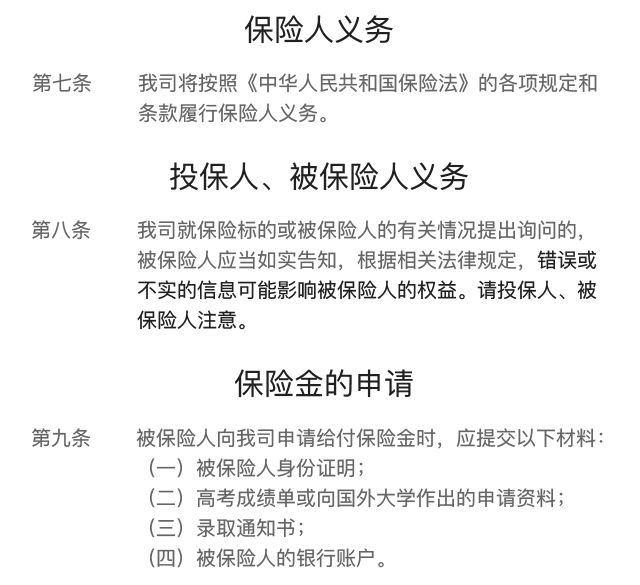 保险人义务
第七条 我司将按照《中华人民共和国保险法》的各项规定和
条款履行保险人义务。
投保人、被保险人义务
第八条 我司就保险标的或被保险人的有关情况提出询问的，
被保险人应当如实告知，根据相关法律规定，错误或
不实的信息可能影响被保险人的权益。请投保人、被
保险人注意。
保险金的申请
第九条 被保险人向我司申请给付保险金时，应提交以下材料：
（一）被保险人身份证明；
（二）高考成绩单或向国外大学作出的申请资料；
（三）录取通知书；
（四）被保险人的银行账户。